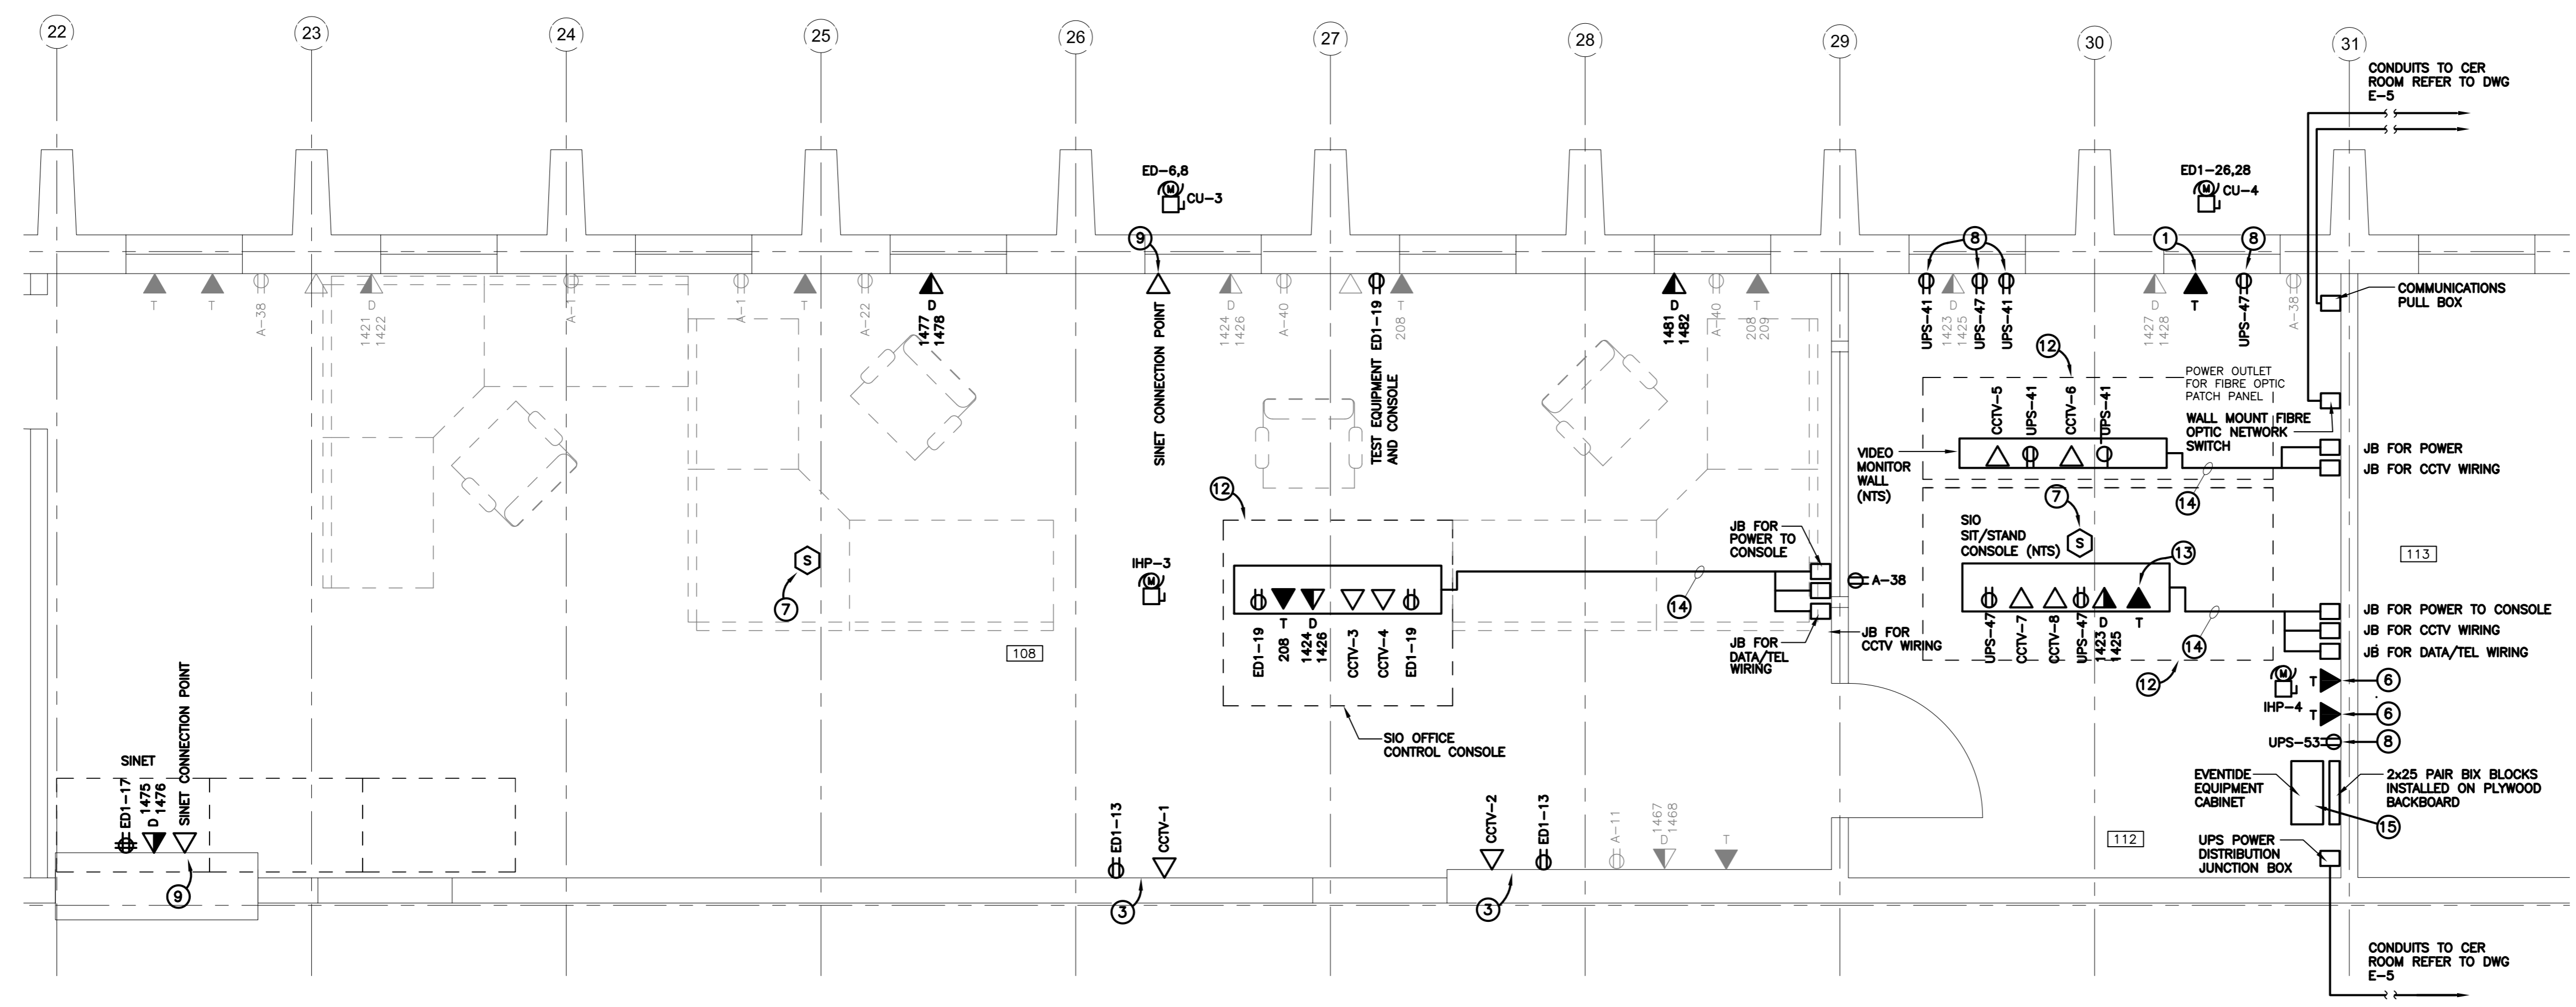 22
23
24
25
26
27
28
29
30
31
CONDUITS TO CER
ROOM REFER TO DWG
E-5
ED-6,8
M
CU-3
ED1-26,28
M
CU-4
9
8
1
8
T
T
A-38
D
1421
1422
A-1
A-1
T
A-22
D
1477
1478
SINET CONNECTION POINT
D
1424
1426
A-40
TEST EQUIPMENT ED1-19
AND CONSOLE
T
208
D
1481
1482
A-40
T
208
209
UPS-41
D
1423
1425
UPS-47
UPS-41
D
1427
1428
T
UPS-47
A-38
COMMUNICATIONS
PULL BOX
12
POWER OUTLET
FOR FIBRE OPTIC
PATCH PANEL
WALL MOUNT FIBRE
OPTIC NETWORK
SWITCH
CCTV-5
UPS-41
CCTV-6
UPS-41
VIDEO
MONITOR
WALL
(NTS)
JB FOR POWER
JB FOR CCTV WIRING
14
7
12
SIO
SIT/STAND
CONSOLE (NTS)
S
13
JB FOR
POWER TO
CONSOLE
S
7
IHP-3
M
14
A-38
113
ED1-19
T
208
D
1424
1426
CCTV-3
CCTV-4
ED1-19
JB FOR
DATA/TEL
WIRING
JB FOR
CCTV WIRING
UPS-47
CCTV-7
CCTV-8
UPS-47
D
1423
1425
T
14
JB FOR POWER TO CONSOLE
JB FOR CCTV WIRING
JB FOR DATA/TEL WIRING
108
12
M
IHP-4
T
6
T
6
UPS-53
8
SIO OFFICE
CONTROL CONSOLE
SINET
ED1-17
D
1475
1476
SINET CONNECTION POINT
9
ED1-13
CCTV-1
3
CCTV-2
ED1-13
3
A-11
D
1467
1468
T
112
EVENTIDE
EQUIPMENT
CABINET
2x25 PAIR BIX BLOCKS
INSTALLED ON PLYWOOD
BACKBOARD
15
UPS POWER
DISTRIBUTION
JUNCTION BOX
CONDUITS TO CER
ROOM REFER TO DWG
E-5